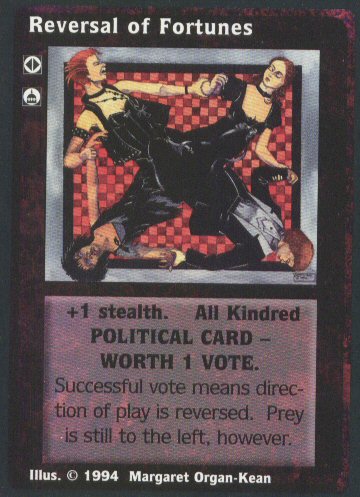 Reversal of Fortunes
+1 stealth. All Kindred
POLITICAL CARD –
WORTH 1 VOTE.
Successful vote means direc-
tion of play is reversed. Prey
is still to the left, however.
Illus. © 1994 Margaret Organ-Kean